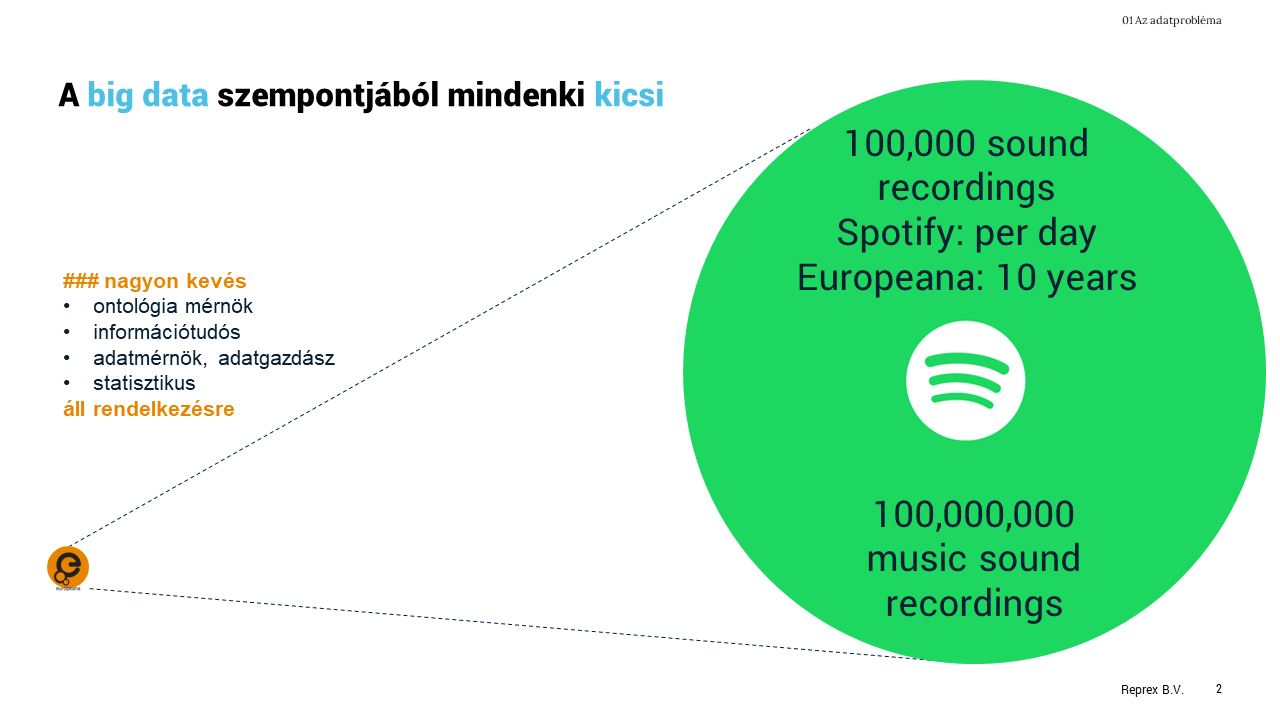 01 Az adatprobléma
A big data szempontjából mindenki kicsi
100,000 sound
recordings
Spotify: per day
Europeana: 10 years
### nagyon kevés
• ontológia mérnök
• információtudós
• adatmérnök, adatgazdász
• statisztikus
áll rendelkezésre
100,000,000
music sound
recordings
europeana
Reprex B.V. 2